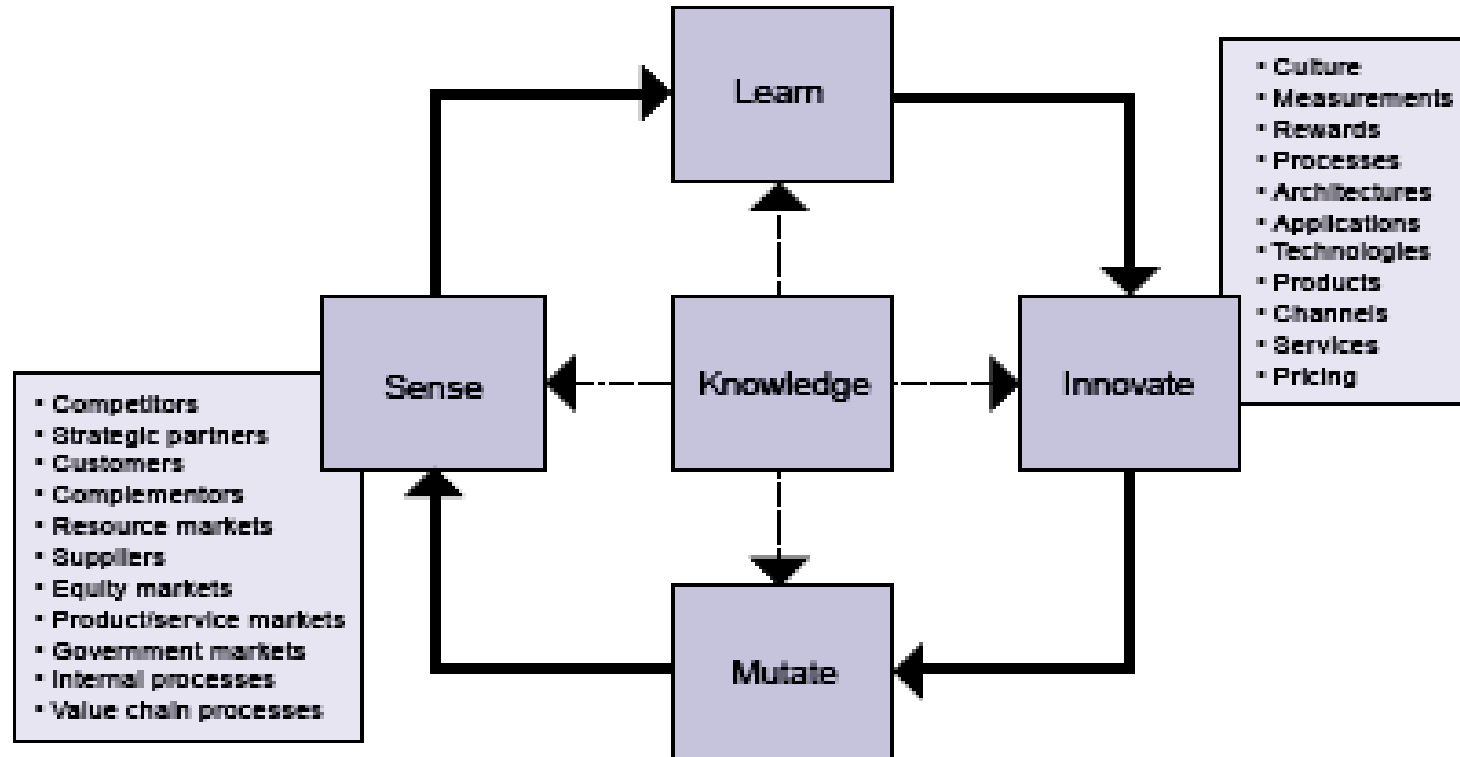 Learn
• Culture
• Measurements
• Rewards
• Processes
• Architectures
• Applications
• Technologies
• Products
• Channels
• Services
• Pricing
Sense
Knowledge
Innovate
• Competitors
• Strategic partners
• Customers
• Complementors
• Resource markets
• Suppliers
• Equity markets
• Product/service markets
• Government markets
• Internal processes
• Value chain processes
Mutate